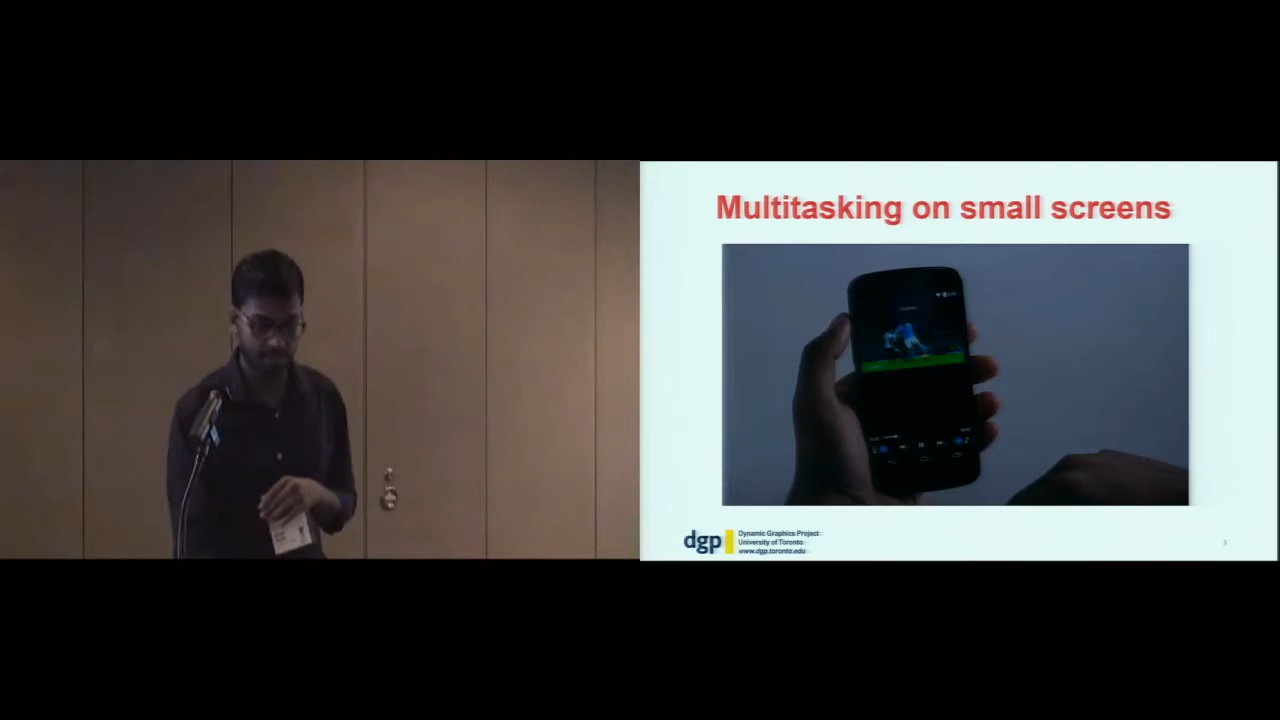 Multitasking on small screens
dgp
Dynamic Graphics Project
University of Toronto
www.dgp.toronto.edu